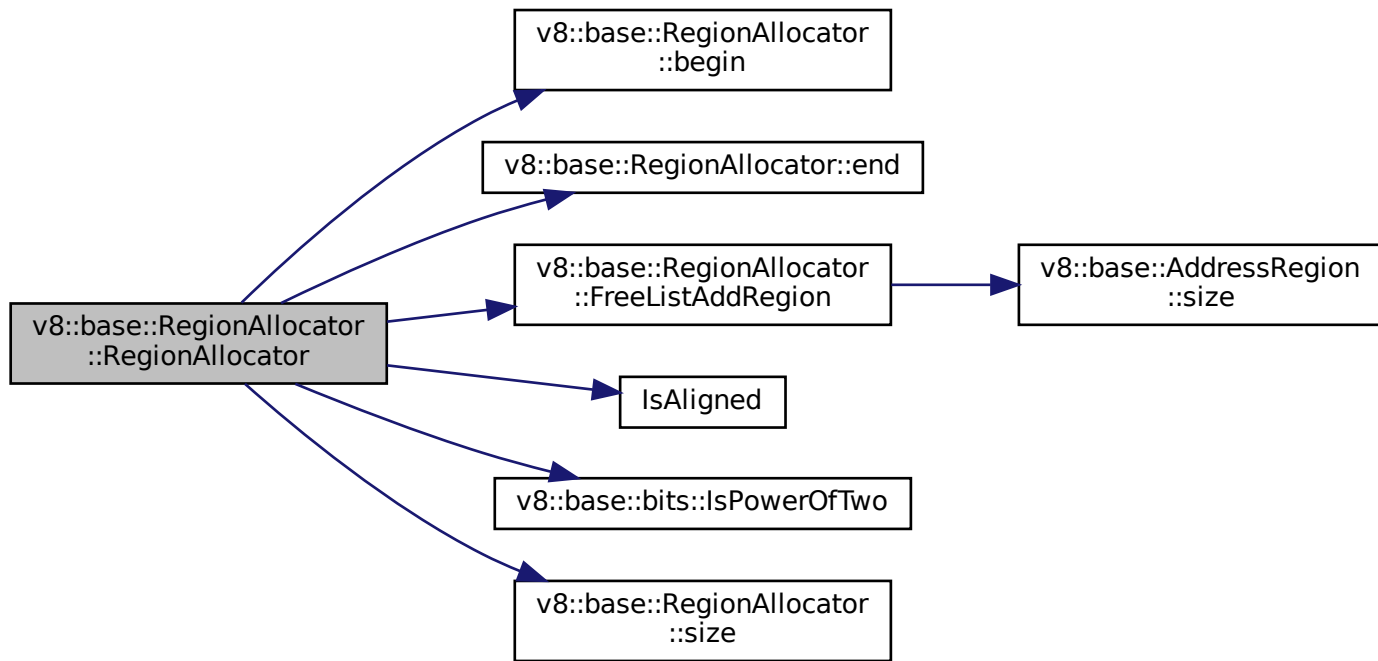 v8::base::RegionAllocator
::begin
v8::base::RegionAllocator::end
v8::base::RegionAllocator
::FreeListAddRegion
v8::base::AddressRegion
::size
v8::base::RegionAllocator
::RegionAllocator
IsAligned
v8::base::bits::IsPowerOfTwo
v8::base::RegionAllocator
::size